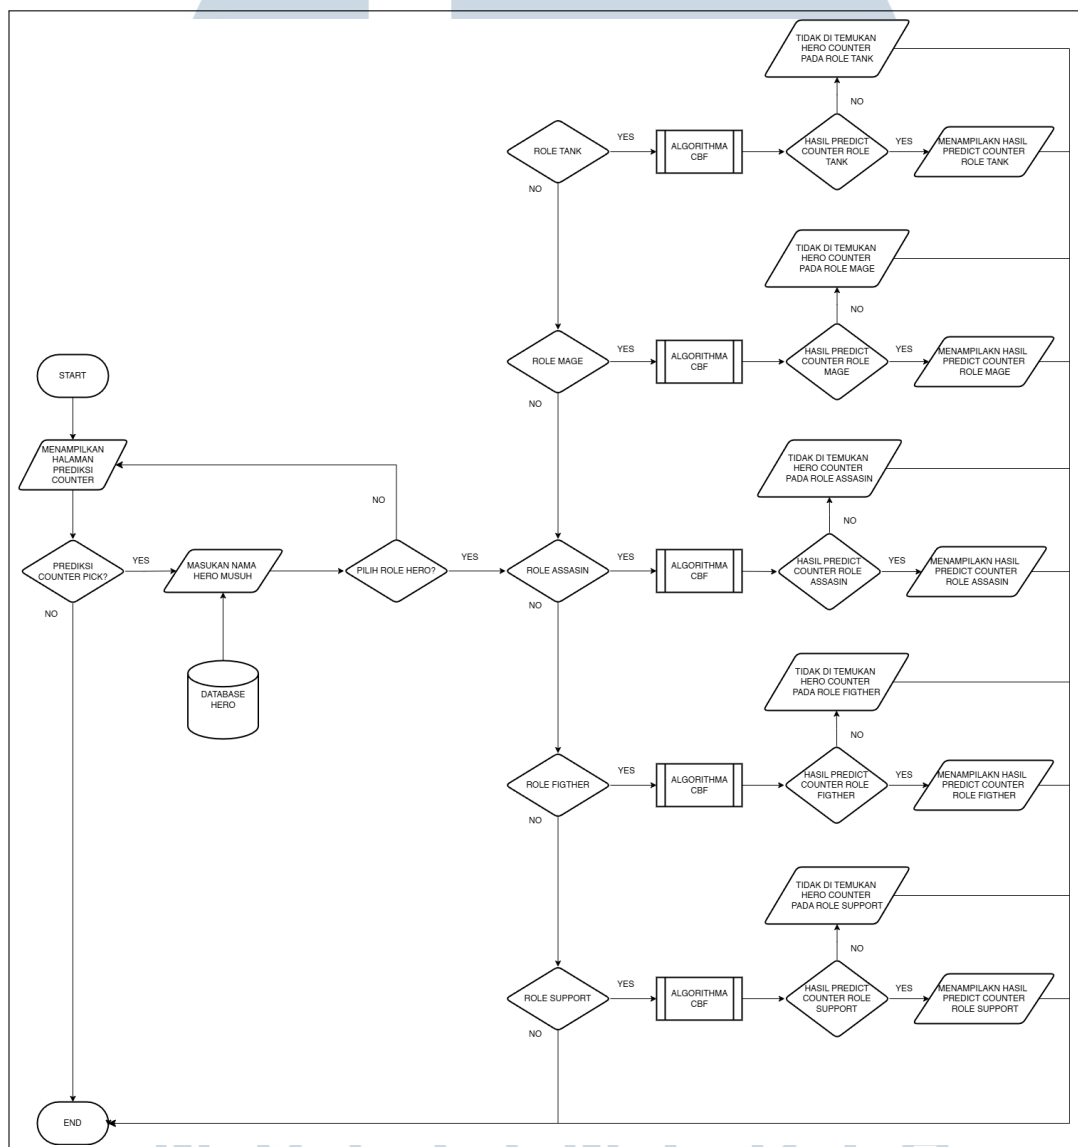 TIDAK DI TEMUKAN
HERO COUNTER
PADA ROLE TANK
NO
ROLE TANK
YES
ALGORITHMA
CBF
HASIL PREDICT
COUNTER ROLE
TANK
YES
MENAMPILAKN HASIL
PREDICT COUNTER
ROLE TANK
NO
TIDAK DI TEMUKAN
HERO COUNTER
PADA ROLE MAGE
NO
ROLE MAGE
YES
ALGORITHMA
CBF
HASIL PREDICT
COUNTER ROLE
MAGE
YES
MENAMPILAKN HASIL
PREDICT COUNTER
ROLE MAGE
NO
START
MENAMPILKAN
HALAMAN
PREDIKSI
COUNTER
NO
TIDAK DI TEMUKAN
HERO COUNTER
PADA ROLE ASSASIN
NO
PREDIKSI
COUNTER PICK?
YES
MASUKAN NAMA
HERO MUSUH
PILIH ROLE HERO?
YES
ROLE ASSASIN
YES
ALGORITHMA
CBF
HASIL PREDICT
COUNTER ROLE
ASSASIN
YES
MENAMPILAKN HASIL
PREDICT COUNTER
ROLE ASSASIN
NO
NO
DATABASE
HERO
TIDAK DI TEMUKAN
HERO COUNTER
PADA ROLE FIGTHER
NO
ROLE FIGTHER
YES
ALGORITHMA
CBF
HASIL PREDICT
COUNTER ROLE
FIGTHER
YES
MENAMPILAKN HASIL
PREDICT COUNTER
ROLE FIGTHER
NO
TIDAK DI TEMUKAN
HERO COUNTER
PADA ROLE SUPPORT
NO
ROLE SUPPORT
YES
ALGORITHMA
CBF
HASIL PREDICT
COUNTER ROLE
SUPPORT
YES
MENAMPILAKN HASIL
PREDICT COUNTER
ROLE SUPPORT
NO
END